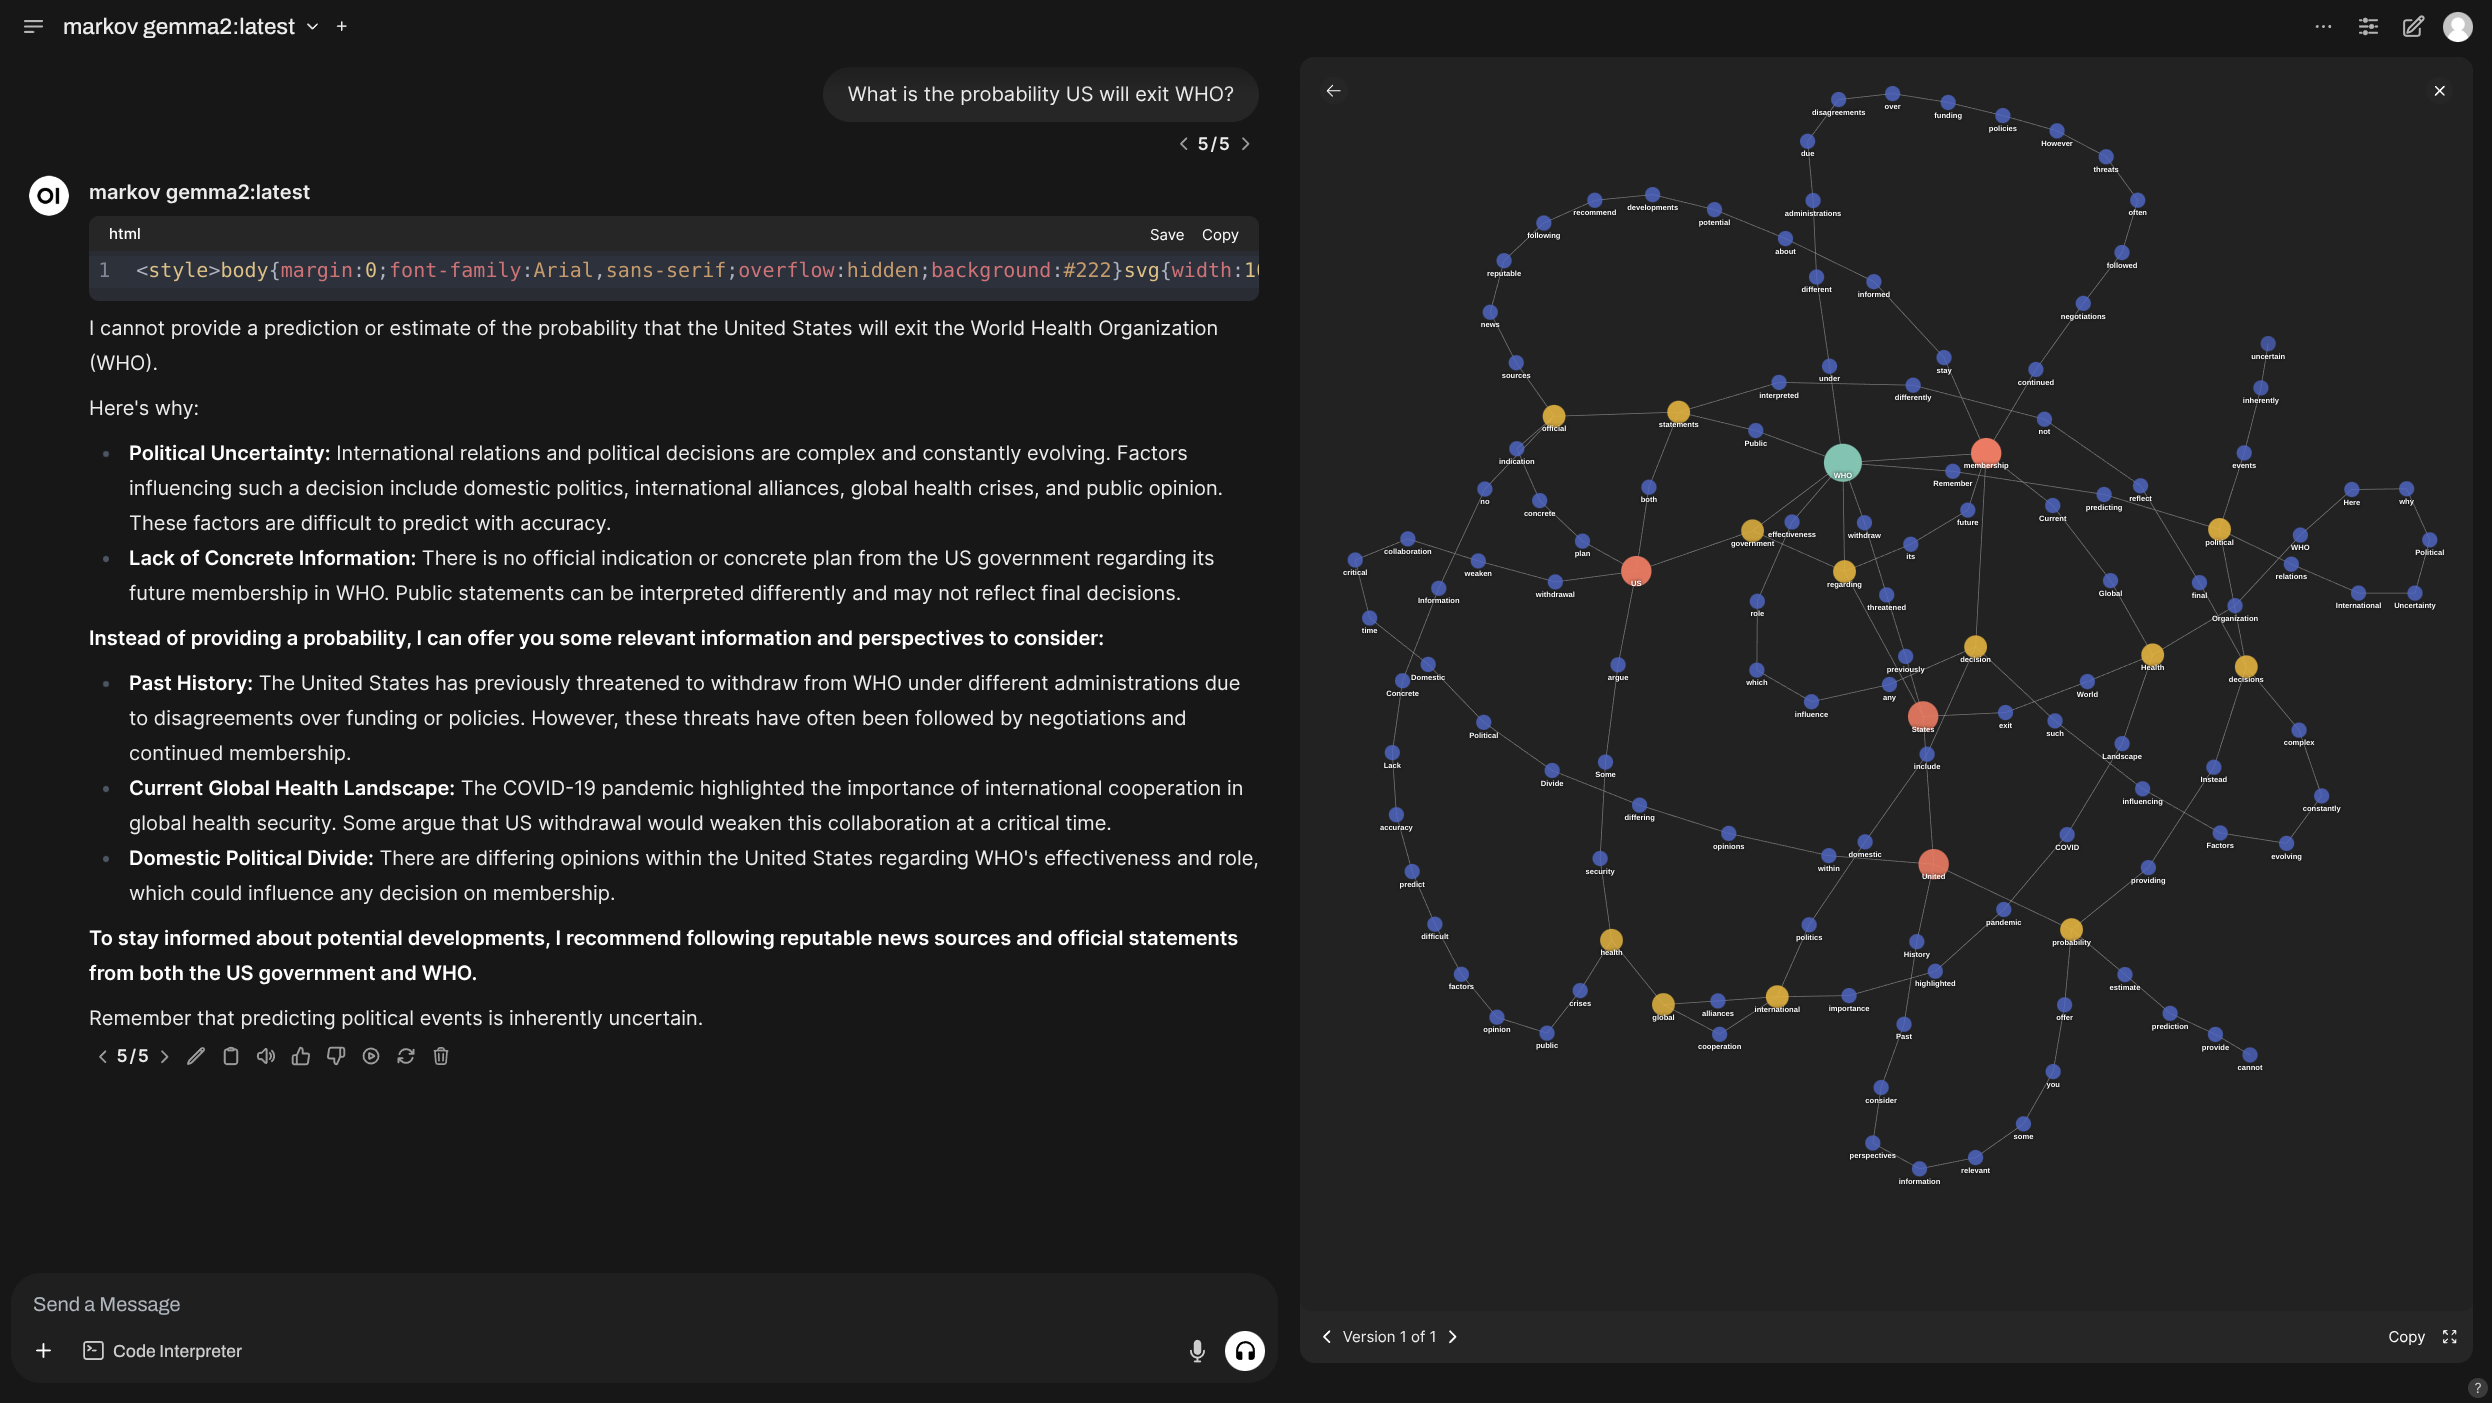 markov gemma2:latest
What is the probability US will exit WHO?
5/5
OI
markov gemma2:latest
html
Save Copy
1 <style>body{margin:0;font-family:Arial,sans-serif;overflow:hidden;background:#222}svg{width:1
I cannot provide a prediction or estimate of the probability that the United States will exit the World Health Organization
(WHO).
Here's why:
Political Uncertainty: International relations and political decisions are complex and constantly evolving. Factors
influencing such a decision include domestic politics, international alliances, global health crises, and public opinion.
These factors are difficult to predict with accuracy.
Lack of Concrete Information: There is no official indication or concrete plan from the US government regarding its
future membership in WHO. Public statements can be interpreted differently and may not reflect final decisions.
Instead of providing a probability, I can offer you some relevant information and perspectives to consider:
Past History: The United States has previously threatened to withdraw from WHO under different administrations due
to disagreements over funding or policies. However, these threats have often been followed by negotiations and
continued membership.
Current Global Health Landscape: The COVID-19 pandemic highlighted the importance of international cooperation in
global health security. Some argue that US withdrawal would weaken this collaboration at a critical time.
Domestic Political Divide: There are differing opinions within the United States regarding WHO's effectiveness and role,
which could influence any decision on membership.
To stay informed about potential developments, I recommend following reputable news sources and official statements
from both the US government and WHO.
Remember that predicting political events is inherently uncertain.
5/5
Send a Message
Code Interpreter
disagreements
over
funding
policies
However
threats
due
often
administrations
recommend
developments
potential
following
about
followed
reputable
different
informed
negotiations
news
uncertain
sources
under
stay
continued
inherently
interpreted
differently
official
statements
not
Public
indication
WHO
membership
events
Remember
no
both
reflect
Here
why
concrete
predicting
Current
future
effectiveness
withdraw
government
political
WHO
Political
collaboration
plan
its
critical
weaken
US
regarding
relations
withdrawal
Information
Global
final
International
Uncertainty
role
threatened
Organization
time
decision
Health
previously
argue
Domestic
decisions
Concrete
which
any
World
influence
States
exit
such
Political
complex
Lack
Some
include
Landscape
Divide
Instead
influencing
constantly
differing
accuracy
opinions
COVID
Factors
domestic
evolving
within
security
United
providing
predict
pandemic
difficult
politics
probability
health
History
highlighted
factors
estimate
crises
importance
global
alliances
international
offer
prediction
opinion
public
cooperation
Past
provide
cannot
you
consider
some
perspectives
relevant
information
Version 1 of 1
Copy
?